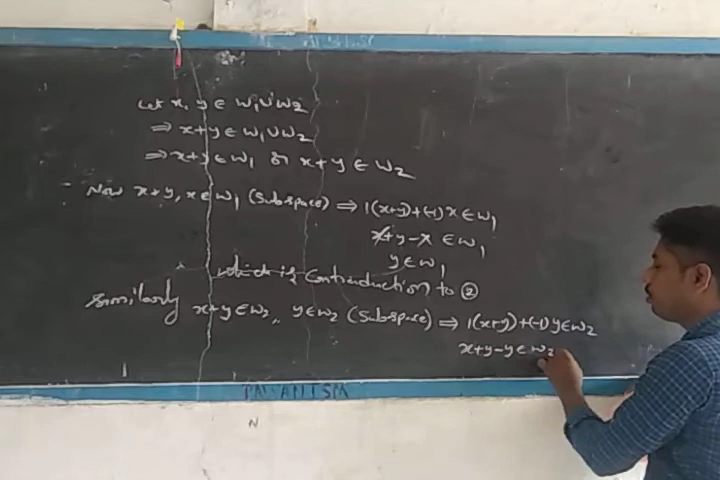 Let x, y ∈ W₁∪W₂
⇒ x+y ∈ W₁∪W₂
⇒ x+y ∈ W₁ or x+y ∈ W₂
Now x+y, x∈W₁ (Subspace) ⇒ 1(x+y)+(-1)x ∈ W₁
x+y-x ∈ W₁
y∈W₁
which is Contraduction to ②
Similarly x+y∈W₂, y∈W₂ (Subspace) ⇒ 1(x+y)+(-1)y∈W₂
x+y-y∈W₂